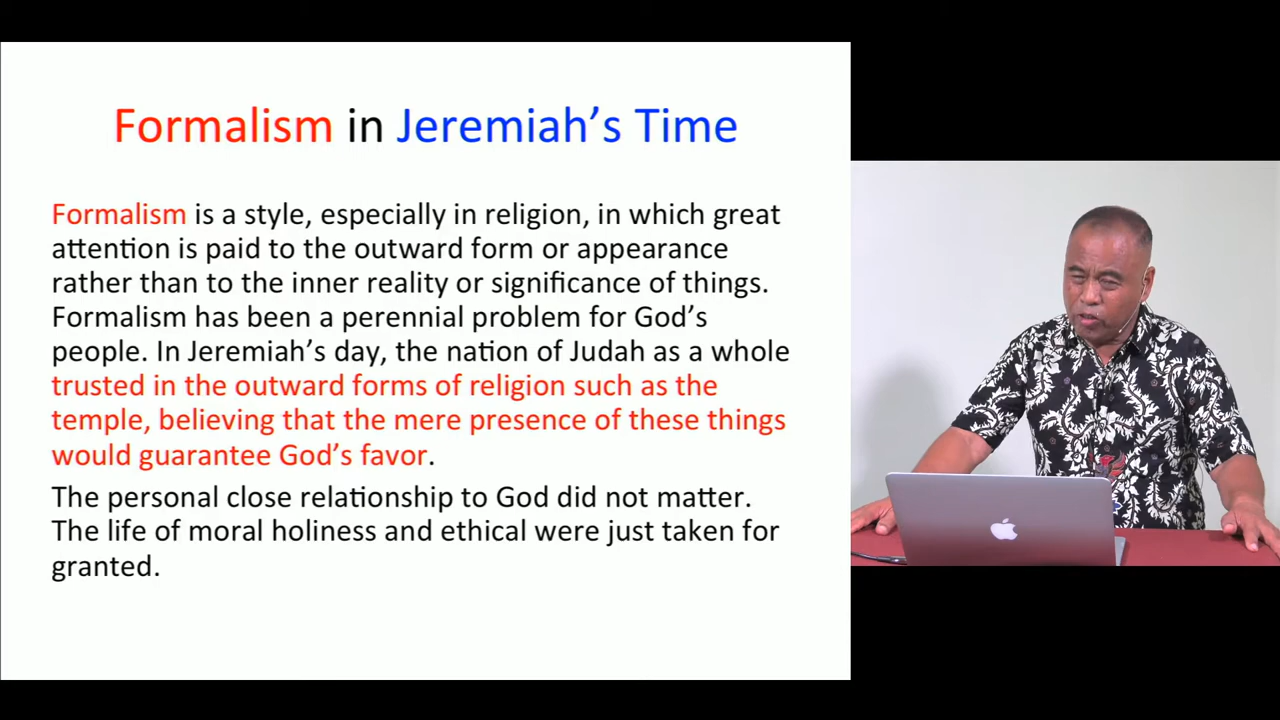 Formalism in Jeremiah's Time
Formalism is a style, especially in religion, in which great
attention is paid to the outward form or appearance
rather than to the inner reality or significance of things.
Formalism has been a perennial problem for God's
people. In Jeremiah's day, the nation of Judah as a whole
trusted in the outward forms of religion such as the
temple, believing that the mere presence of these things
would guarantee God's favor.
The personal close relationship to God did not matter.
The life of moral holiness and ethical were just taken for
granted.